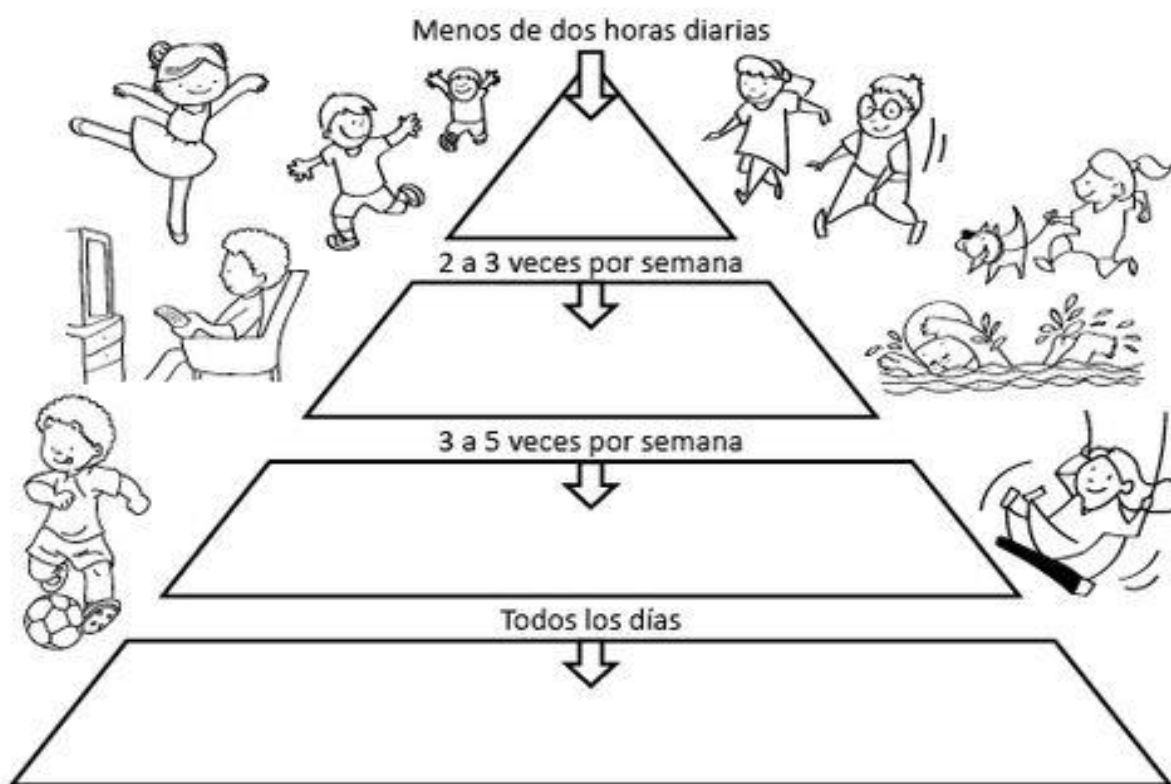 Menos de dos horas diarias
2 a 3 veces por semana
3 a 5 veces por semana
Todos los días